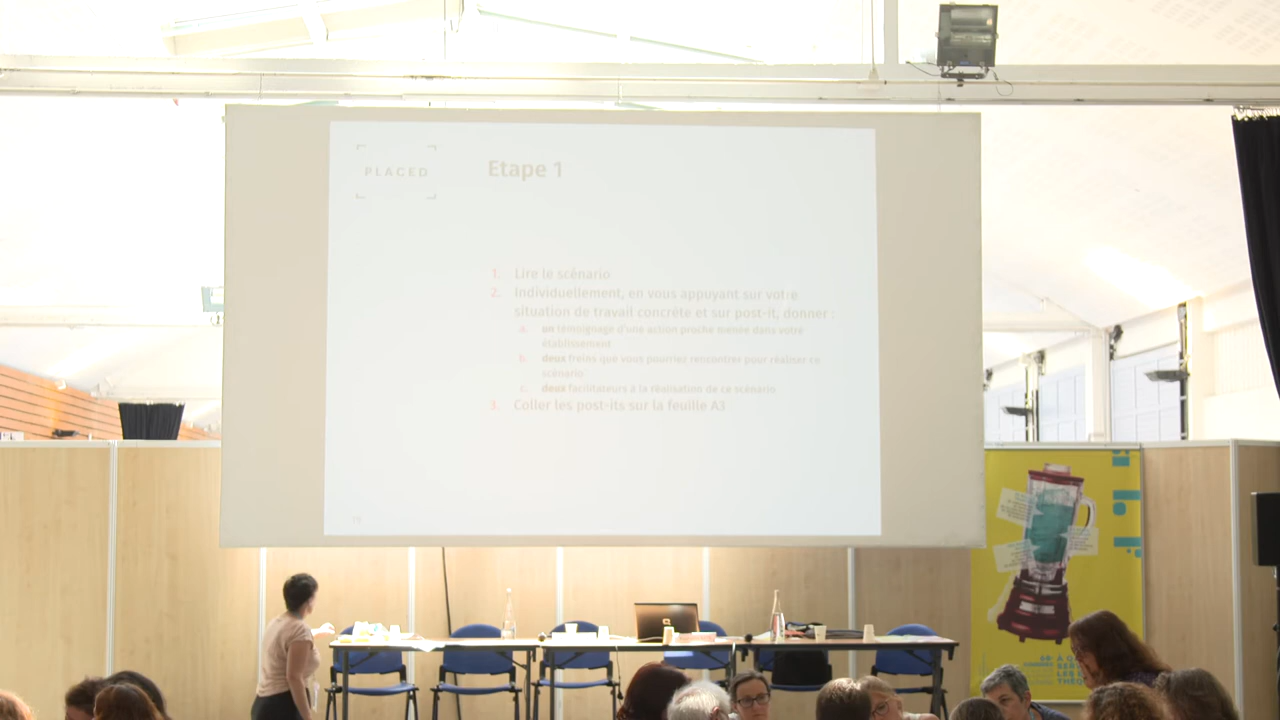 PLACED
Etape 1
1. Lire le scénario
2. Individuellement, en vous appuyant sur votre
situation de travail concrète et sur post-it, donner :
a. un témoignage d'une action proche menée dans votre
établissement
b. deux freins que vous pourriez rencontrer pour réaliser ce
scénario
c. deux facilitateurs à la réalisation de ce scénario
3. Coller les post-its sur la feuille A3